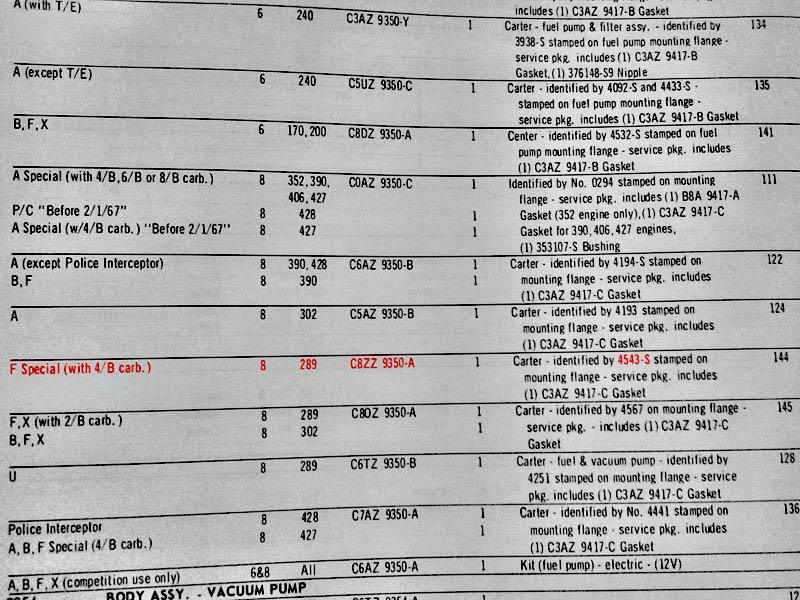 A (with T/E) 6 240 C3AZ 9350-Y 1 includes (1) C3AZ 9417-B Gasket
Carter - fuel pump & filter assy. - identified by 134
3938-S stamped on fuel pump mounting flange -
service pkg. includes (1) C3AZ 9417-B
Gasket, (1) 376148-S9 Nipple
A (except T/E) 6 240 C5UZ 9350-C 1 Carter - identified by 4092-S and 4433-S - 135
stamped on fuel pump mounting flange -
service pkg. includes (1) C3AZ 9417-B Gasket
B, F, X 6 170, 200 C8DZ 9350-A 1 Center - identified by 4532-S stamped on fuel 141
pump mounting flange - service pkg. includes
(1) C3AZ 9417-B Gasket
A Special (with 4/B, 6/B or 8/B carb.) 8 352, 390, C0AZ 9350-C 1 Identified by No. 0294 stamped on mounting 111
406, 427 flange - service pkg. includes (1) B8A 9417-A
P/C "Before 2/1/67" 8 428 1 Gasket (352 engine only), (1) C3AZ 9417-C
A Special (w/4/B carb.) "Before 2/1/67" 8 427 1 Gasket for 390, 406, 427 engines,
(1) 353107-S Bushing
A (except Police Interceptor) 8 390, 428 C6AZ 9350-B 1 Carter - identified by 4194-S stamped on 122
B, F 8 390 1 mounting flange - service pkg. includes
(1) C3AZ 9417-C Gasket
A 8 302 C5AZ 9350-B 1 Carter - identified by 4193 stamped on 124
mounting flange - service pkg. includes
(1) C3AZ 9417-C Gasket
F Special (with 4/B carb.) 8 289 C8ZZ 9350-A 1 Carter - identified by 4543-S stamped on 144
mounting flange - service pkg. includes
(1) C3AZ 9417-C Gasket
F, X (with 2/B carb.) 8 289 C8OZ 9350-A 1 Carter - identified by 4567 on mounting flange - 145
B, F, X 8 302 1 service pkg. - includes (1) C3AZ 9417-C
Gasket
U 8 289 C6TZ 9350-B 1 Carter - fuel & vacuum pump - identified by 128
4251 stamped on mounting flange - service
pkg. includes (1) C3AZ 9417-C Gasket
Police Interceptor 8 428 C7AZ 9350-A 1 Carter - identified by No. 4441 stamped on 136
A, B, F Special (4/B carb.) 8 427 1 mounting flange - service pkg. includes
(1) C3AZ 9417-C Gasket
A, B, F, X (competition use only) 6&8 All C6AZ 9350-A 1 Kit (fuel pump) - electric - (12V)
BODY ASSY. - VACUUM PUMP